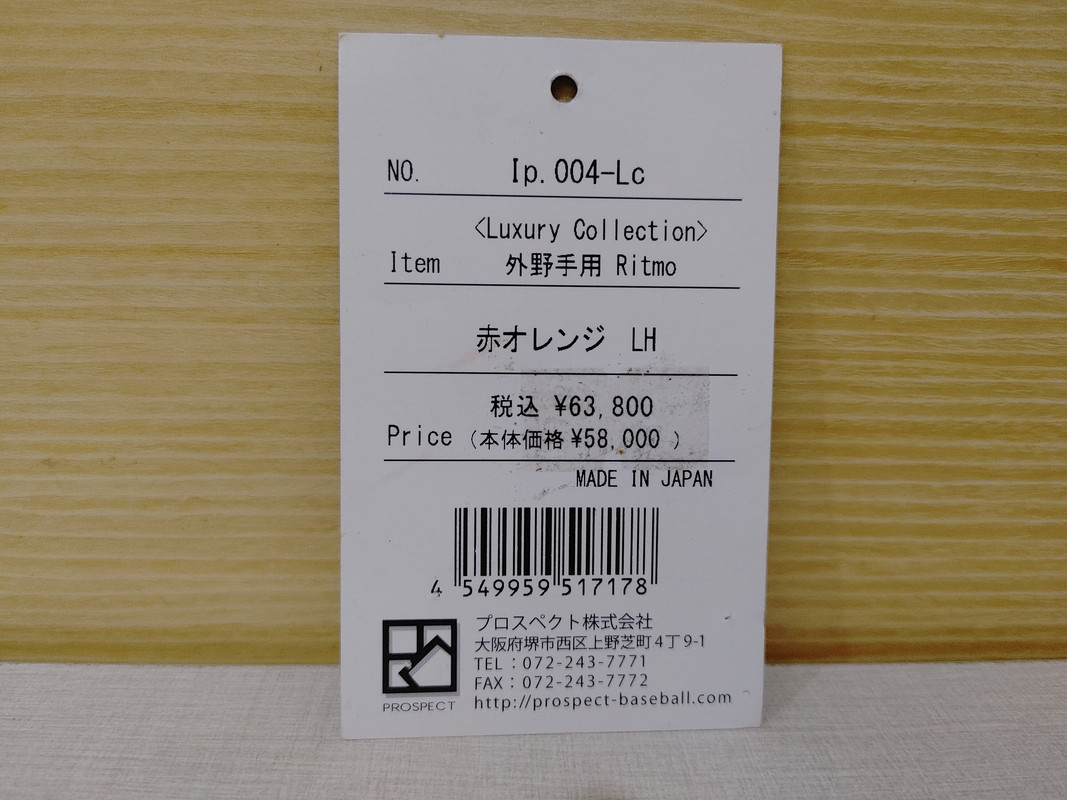 NO. Ip.004-Lc
<Luxury Collection>
Item 外野手用 Ritmo
赤オレンジ LH
税込 ¥63,800
Price (本体価格 ¥58,000 )
MADE IN JAPAN
4 549959 517178
プロスペクト株式会社
大阪府堺市西区上野芝町4丁9-1
TEL：072-243-7771
FAX：072-243-7772
http://prospect-baseball.com
PROSPECT